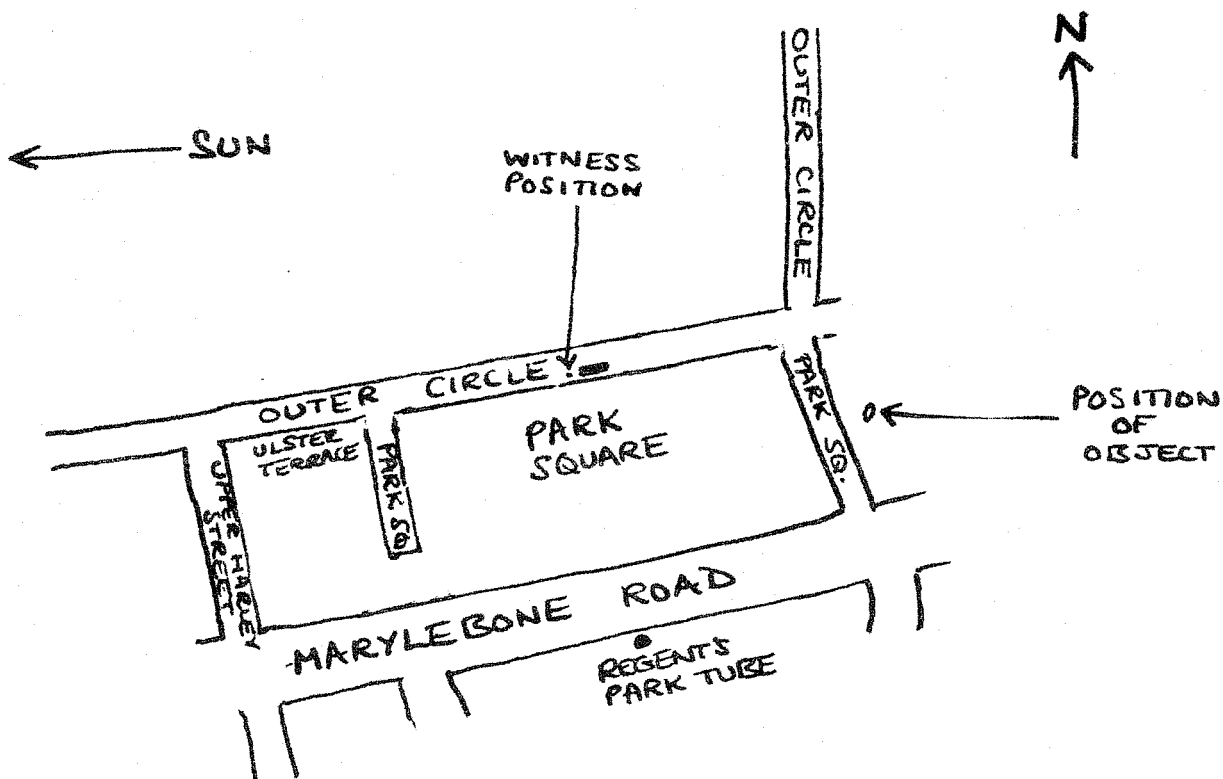 N
SUN
OUTER CIRCLE
WITNESS
POSITION
OUTER CIRCLE
PARK SQ.
POSITION
OF
OBJECT
ULSTER
TERRACE
PARK SQ
PARK
SQUARE
UPPER HARLEY
STREET
MARYLEBONE ROAD
REGENT'S
PARK TUBE